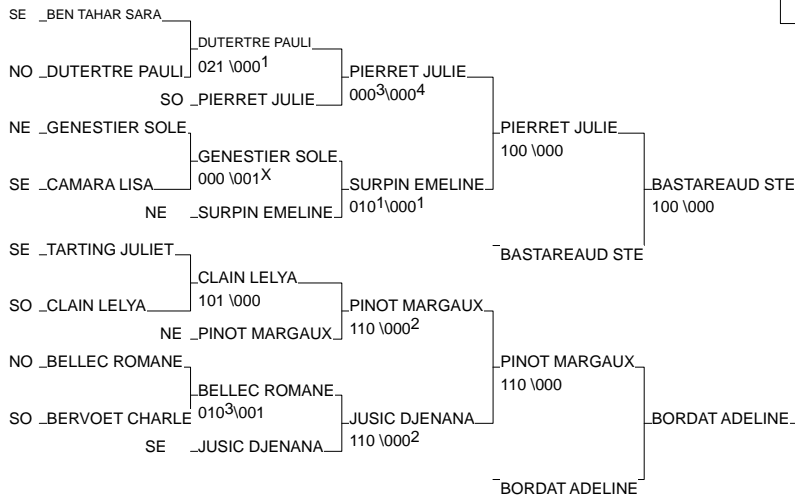 SE BEN TAHAR SARA
DUTERTRE PAULI
NO DUTERTRE PAULI 021 \000¹
PIERRET JULIE
SO PIERRET JULIE 000³\000⁴
NE GENESTIER SOLE
PIERRET JULIE
GENESTIER SOLE 100 \000
000 \001ˣ
SE CAMARA LISA
SURPIN EMELINE
BASTAREAUD STE
NE SURPIN EMELINE 010¹\000¹
100 \000
SE TARTING JULIET
BASTAREAUD STE
CLAIN LELYA
101 \000
SO CLAIN LELYA
PINOT MARGAUX
NE PINOT MARGAUX 110 \000²
NO BELLEC ROMANE
PINOT MARGAUX
BELLEC ROMANE 110 \000
010³\001
SO BERVOET CHARLE
JUSIC DJENANA
BORDAT ADELINE
SE JUSIC DJENANA 110 \000²
BORDAT ADELINE